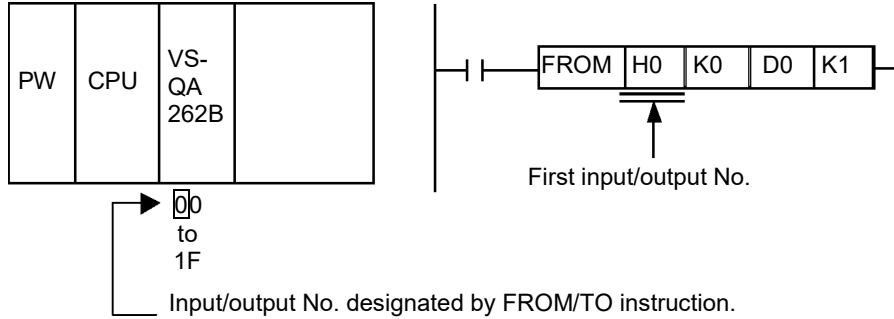 PW
CPU
VS-
QA
262B
FROM
H0
K0
D0
K1
First input/output No.
00
to
1F
Input/output No. designated by FROM/TO instruction.